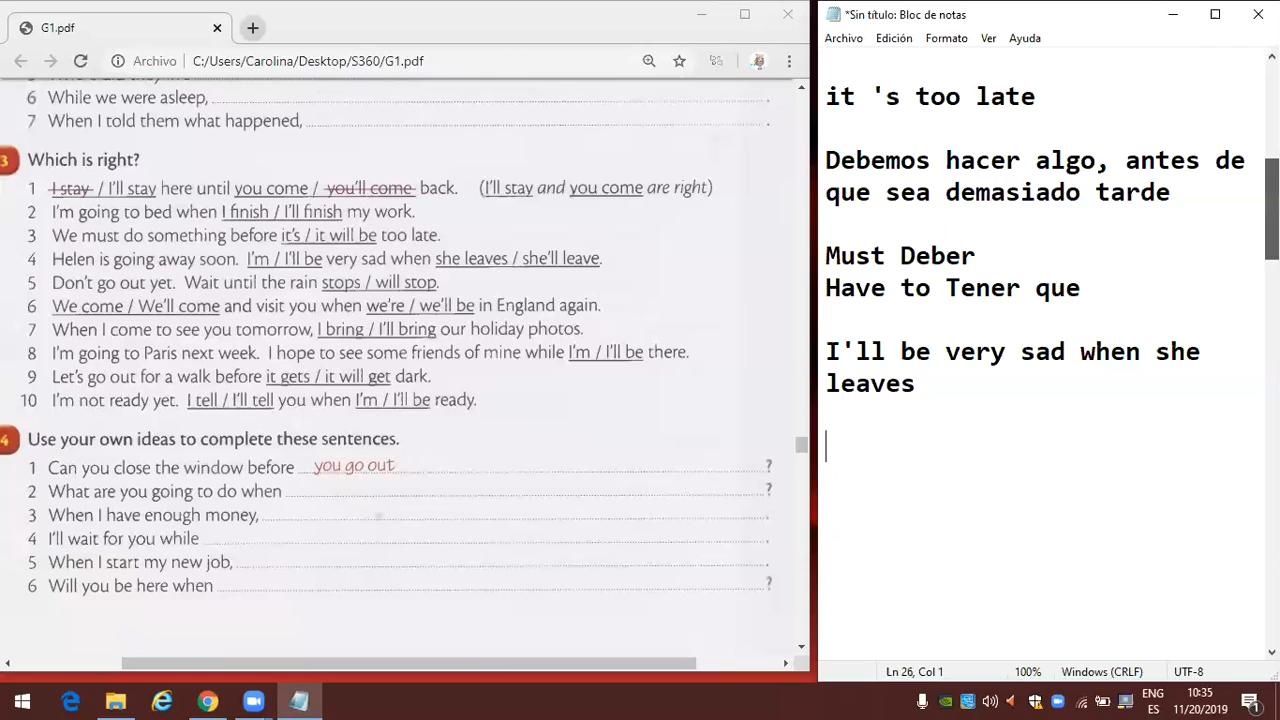 G1.pdf
Archivo C:/Users/Carolina/Desktop/S360/G1.pdf
6 While we were asleep, .
7 When I told them what happened, .
3 Which is right?
1 I stay / I'll stay here until you come / you'll come back. (I'll stay and you come are right)
2 I'm going to bed when I finish / I'll finish my work.
3 We must do something before it's / it will be too late.
4 Helen is going away soon. I'm / I'll be very sad when she leaves / she'll leave.
5 Don't go out yet. Wait until the rain stops / will stop.
6 We come / We'll come and visit you when we're / we'll be in England again.
7 When I come to see you tomorrow, I bring / I'll bring our holiday photos.
8 I'm going to Paris next week. I hope to see some friends of mine while I'm / I'll be there.
9 Let's go out for a walk before it gets / it will get dark.
10 I'm not ready yet. I tell / I'll tell you when I'm / I'll be ready.
4 Use your own ideas to complete these sentences.
1 Can you close the window before you go out ?
2 What are you going to do when ?
3 When I have enough money, .
4 I'll wait for you while .
5 When I start my new job, .
6 Will you be here when ?
*Sin título: Bloc de notas
Archivo Edición Formato Ver Ayuda
it 's too late
Debemos hacer algo, antes de
que sea demasiado tarde
Must Deber
Have to Tener que
I'll be very sad when she
leaves
Ln 26, Col 1 100% Windows (CRLF) UTF-8
ENG
ES
10:35
11/20/2019
1